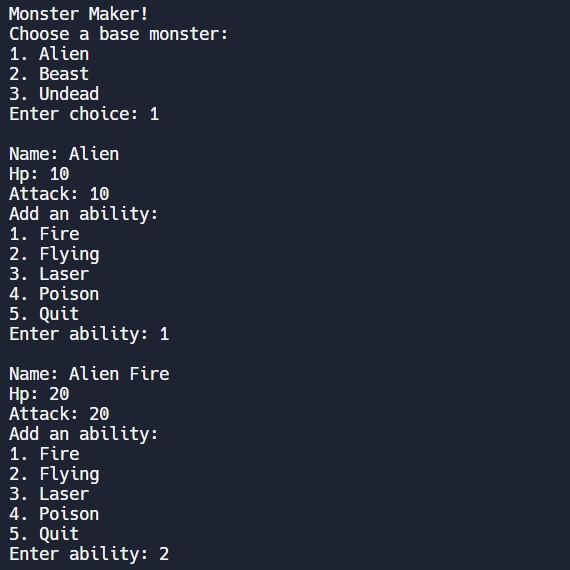 Monster Maker!
Choose a base monster:
1. Alien
2. Beast
3. Undead
Enter choice: 1
Name: Alien
Hp: 10
Attack: 10
Add an ability:
1. Fire
2. Flying
3. Laser
4. Poison
5. Quit
Enter ability: 1
Name: Alien Fire
Hp: 20
Attack: 20
Add an ability:
1. Fire
2. Flying
3. Laser
4. Poison
5. Quit
Enter ability: 2